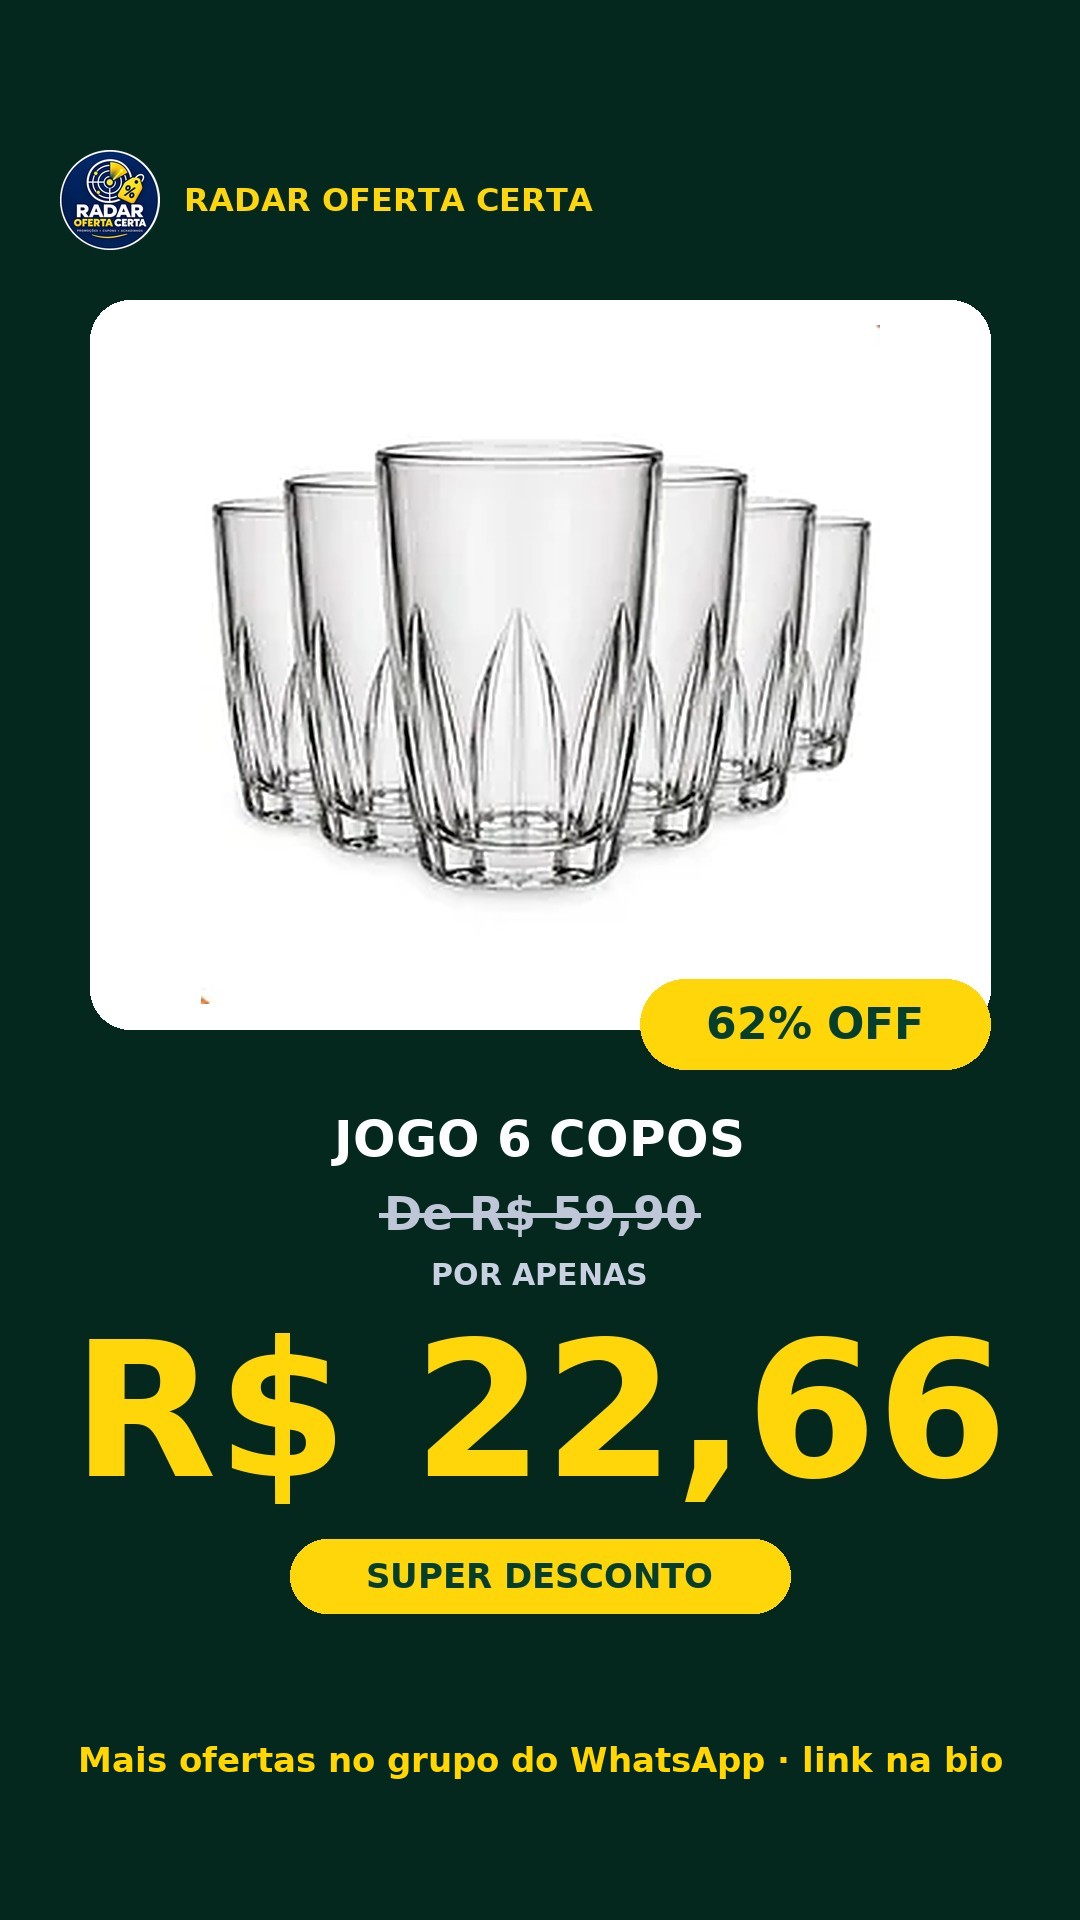 RADAR
OFERTA CERTA
RADAR OFERTA CERTA
62% OFF
JOGO 6 COPOS
De R$ 59,90
POR APENAS
R$ 22,66
SUPER DESCONTO
Mais ofertas no grupo do WhatsApp · link na bio